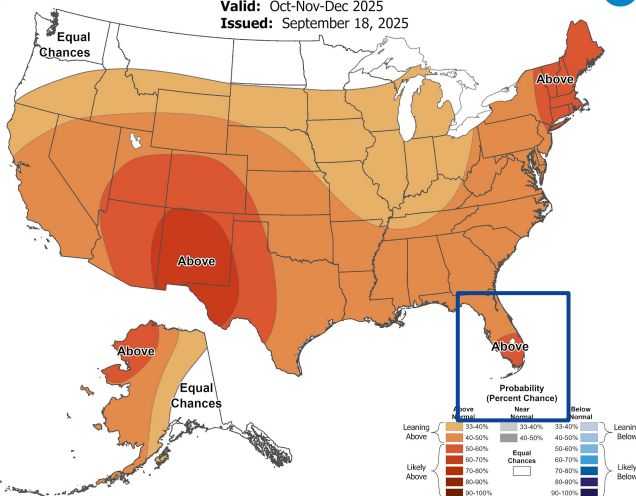 Valid: Oct-Nov-Dec 2025
Issued: September 18, 2025
Equal
Chances
Above
Above
Above
Above
Equal
Chances
Probability
(Percent Chance)
Above
Normal
Near
Normal
Below
Normal
Leaning
Above
33-40%
40-50%
33-40%
40-50%
33-40%
40-50%
Leanin
Below
Likely
Above
50-60%
60-70%
70-80%
80-90%
90-100%
Equal
Chances
50-60%
60-70%
70-80%
80-90%
90-100%
Likely
Below